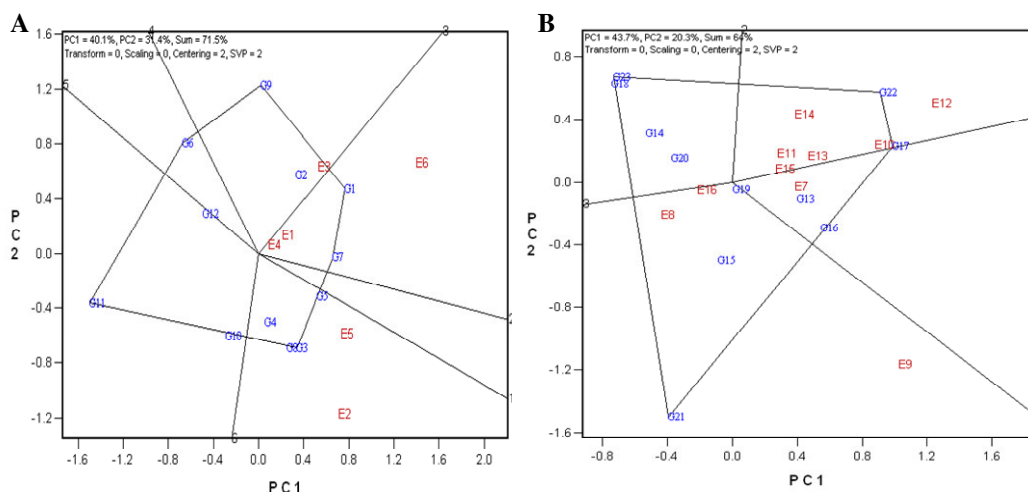 A
PC1 = 40.1%, PC2 = 31.4%, Sum = 71.5%
Transform = 0, Scaling = 0, Centering = 2, SVP = 2
1.6
1.2
0.8
0.4
0.0
-0.4
-0.8
-1.2
PC 2
4
3
5
2
1
6
G9
G6
G2
E3
E6
G1
G12
E1
E4
G7
G11
G5
G4
E5
G10
G8
G3
E2
-1.6 -1.2 -0.8 -0.4 0.0 0.4 0.8 1.2 1.6 2.0
PC1
B
PC1 = 43.7%, PC2 = 20.3%, Sum = 64%
Transform = 0, Scaling = 0, Centering = 2, SVP = 2
0.8
0.4
0.0
-0.4
-0.8
-1.2
PC 2
2
3
G23
G18
G22
E12
E14
G14
E10
G17
G20
E11
E13
E15
E7
E16
G19
G13
E8
G16
G15
E9
G21
-0.8 -0.4 0.0 0.4 0.8 1.2 1.6
PC1